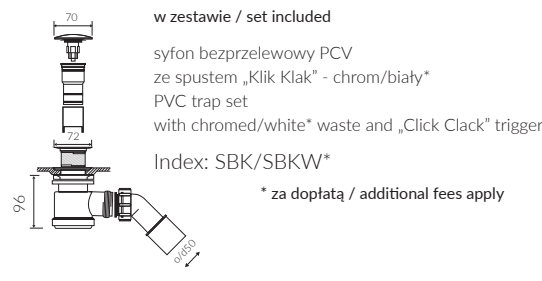 70
w zestawie / set included
syfon bezprzelewowy PCV
ze spustem „Klik Klak” - chrom/biały*
PVC trap set
with chromed/white* waste and „Click Clack” trigger
72
Index: SBK/SBKW*
* za dopłatą / additional fees apply
96
o/d50